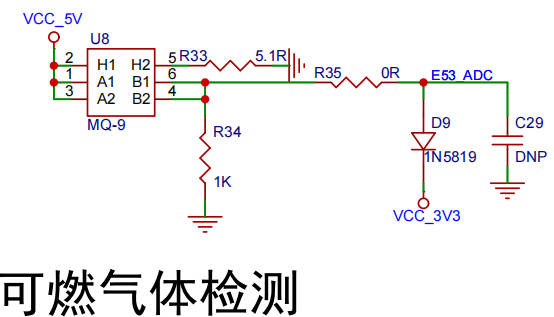 VCC_5V
U8
2 H1 H2 5 R33 5.1R
1 A1 B1 6 R35 0R E53_ADC
3 A2 B2 4
MQ-9
R34
1K
D9
1N5819
C29
DNP
VCC_3V3
可燃气体检测